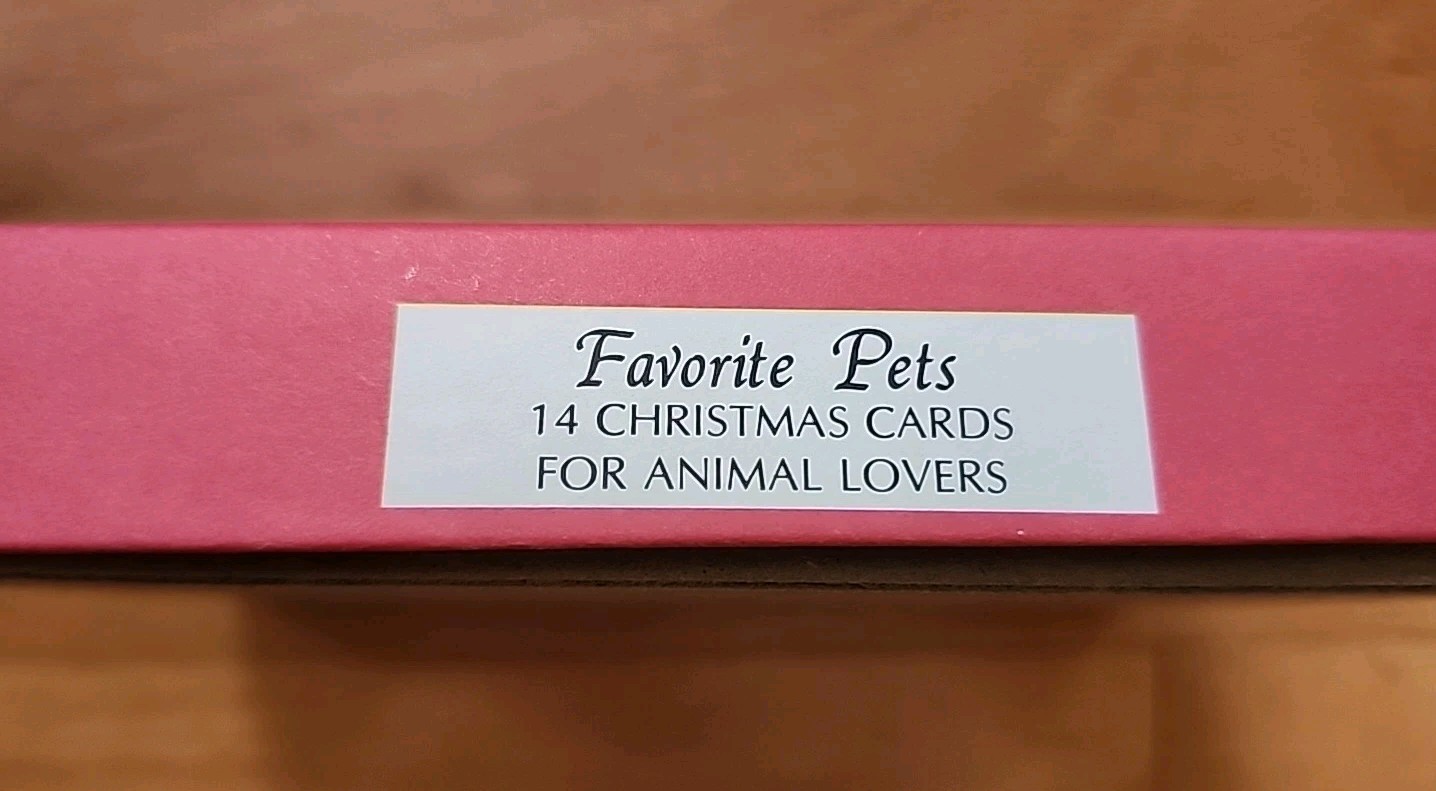 Favorite Pets
14 CHRISTMAS CARDS
FOR ANIMAL LOVERS